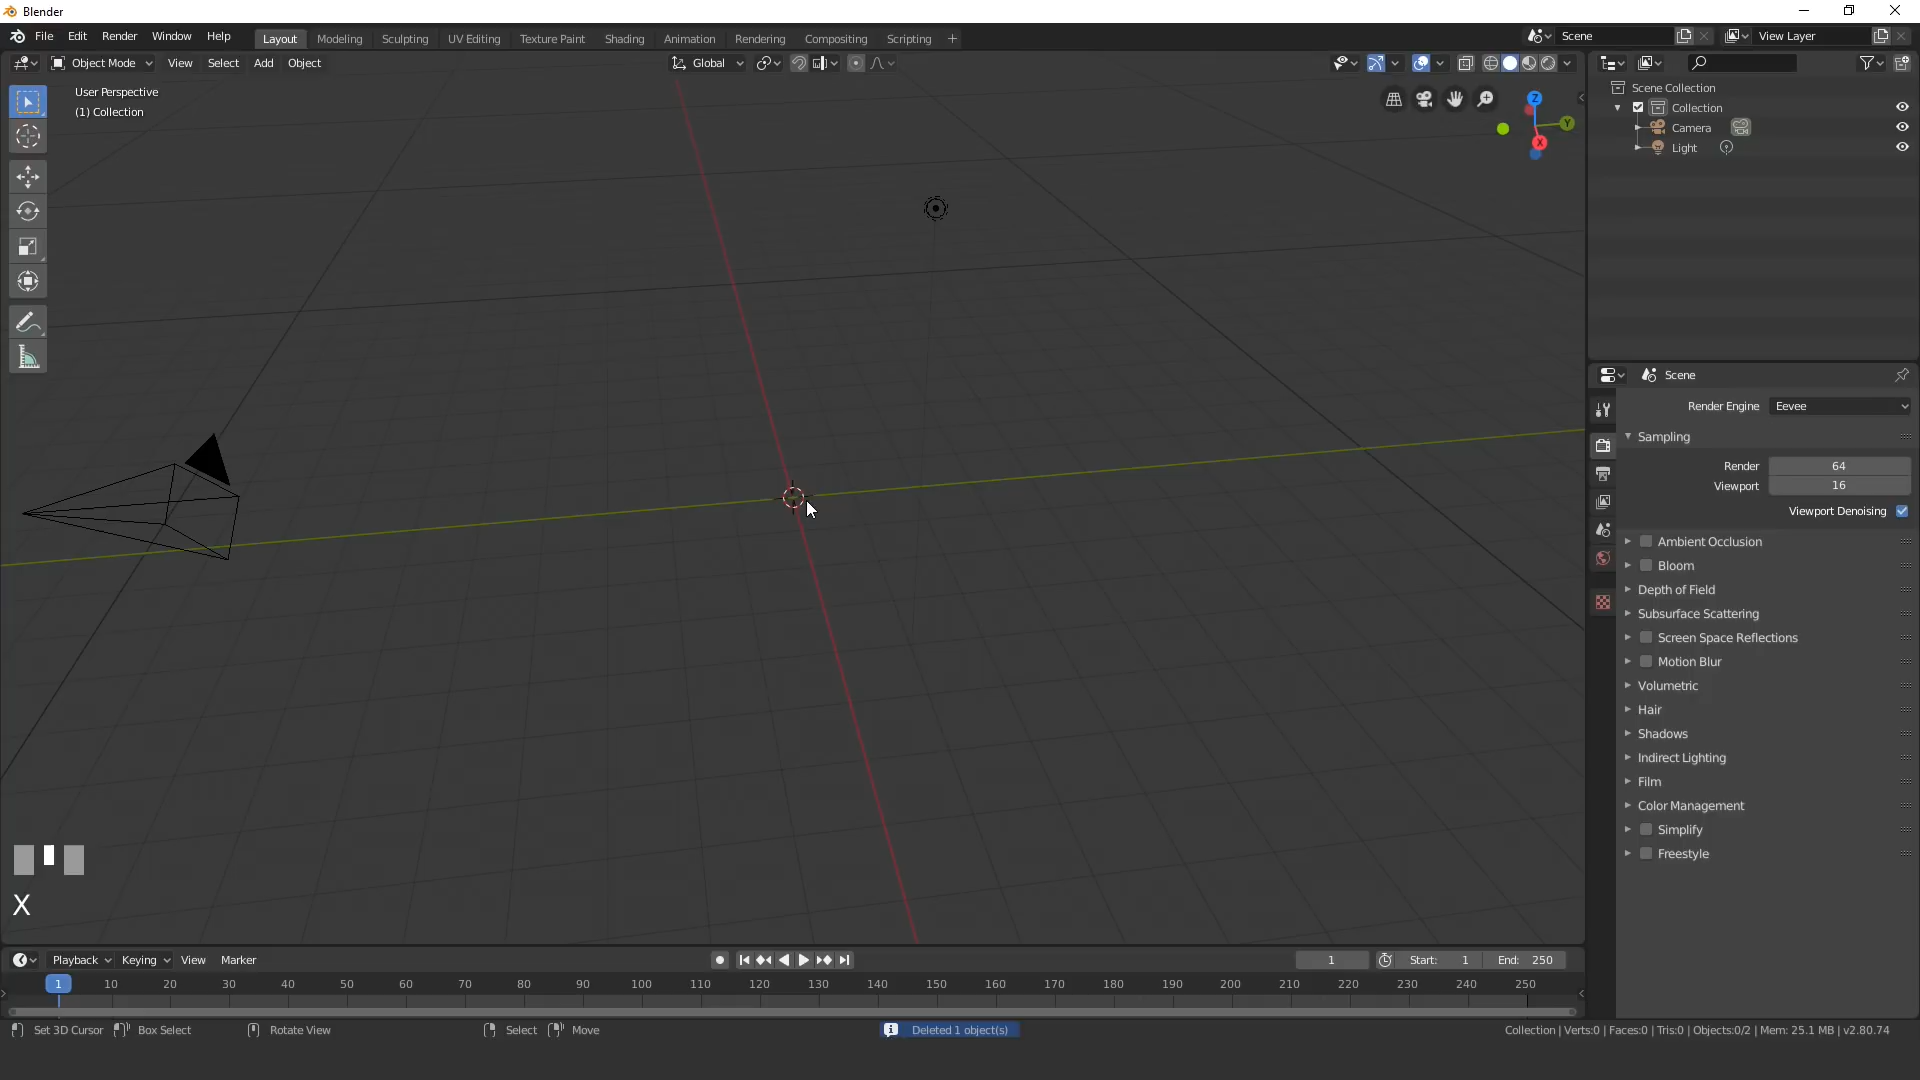 Blender
File Edit Render Window Help Layout Modeling Sculpting UV Editing Texture Paint Shading Animation Rendering Compositing Scripting + Scene View Layer
Object Mode View Select Add Object Global
User Perspective
(1) Collection
Z
Y
X
Scene Collection
Collection
Camera
Light
Scene
Render Engine Eevee
Sampling
Render 64
Viewport 16
Viewport Denoising
Ambient Occlusion
Bloom
Depth of Field
Subsurface Scattering
Screen Space Reflections
Motion Blur
Volumetric
Hair
Shadows
Indirect Lighting
Film
Color Management
Simplify
Freestyle
X
Playback Keying View Marker 1 Start: 1 End: 250
1 10 20 30 40 50 60 70 80 90 100 110 120 130 140 150 160 170 180 190 200 210 220 230 240 250
Set 3D Cursor Box Select Rotate View Select Move Deleted 1 object(s) Collection | Verts:0 | Faces:0 | Tris:0 | Objects:0/2 | Mem: 25.1 MB | v2.80.74